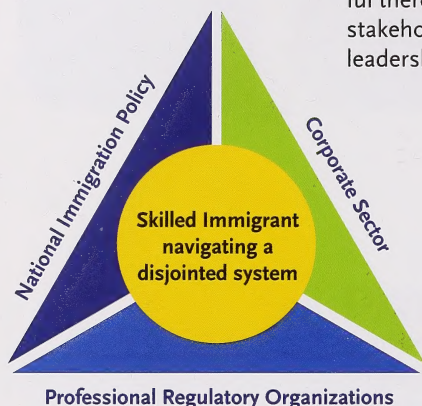 stakeho
leadersh
National Immigration Policy
Corporate Sector
Skilled Immigrant
navigating a
disjointed system
Professional Regulatory Organizations